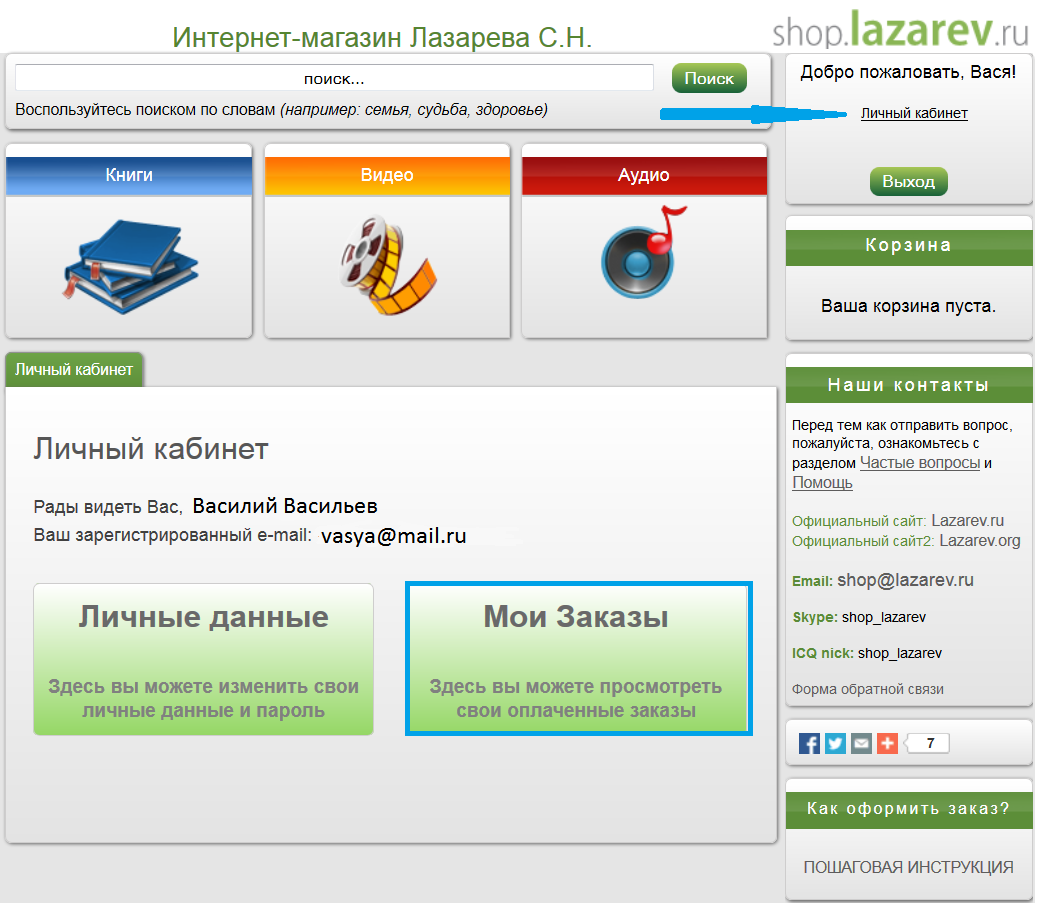 Интернет-магазин Лазарева С.Н.
shop.lazarev.ru
поиск...
Поиск
Воспользуйтесь поиском по словам (например: семья, судьба, здоровье)
Добро пожаловать, Вася!
Личный кабинет
Выход
Книги
Видео
Аудио
Корзина
Ваша корзина пуста.
Личный кабинет
Личный кабинет
Рады видеть Вас, Василий Васильев
Ваш зарегистрированный e-mail: vasya@mail.ru
Личные данные
Здесь вы можете изменить свои
личные данные и пароль
Мои Заказы
Здесь вы можете просмотреть
свои оплаченные заказы
Наши контакты
Перед тем как отправить вопрос,
пожалуйста, ознакомьтесь с
разделом Частые вопросы и
Помощь
Официальный сайт: Lazarev.ru
Официальный сайт2: Lazarev.org
Email: shop@lazarev.ru
Skype: shop_lazarev
ICQ nick: shop_lazarev
Форма обратной связи
7
Как оформить заказ?
ПОШАГОВАЯ ИНСТРУКЦИЯ